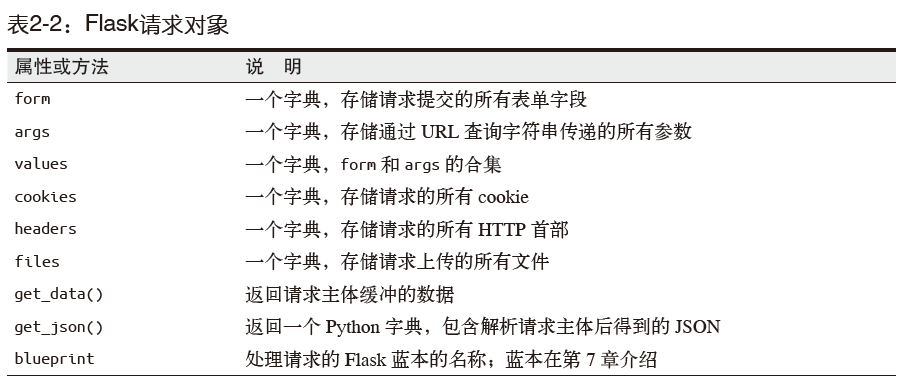 表2-2：Flask请求对象
属性或方法 说 明
form 一个字典，存储请求提交的所有表单字段
args 一个字典，存储通过 URL 查询字符串传递的所有参数
values 一个字典，form 和 args 的合集
cookies 一个字典，存储请求的所有 cookie
headers 一个字典，存储请求的所有 HTTP 首部
files 一个字典，存储请求上传的所有文件
get_data() 返回请求主体缓冲的数据
get_json() 返回一个 Python 字典，包含解析请求主体后得到的 JSON
blueprint 处理请求的 Flask 蓝本的名称；蓝本在第 7 章介绍